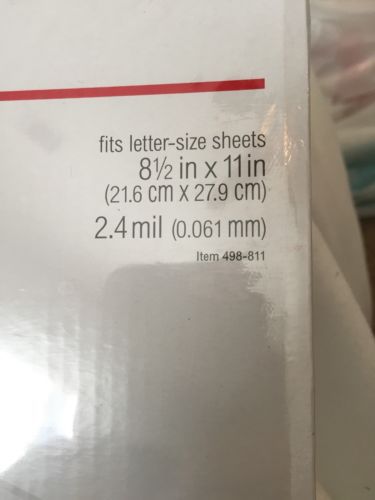 fits letter-size sheets
8½ in x 11 in
(21.6 cm x 27.9 cm)
2.4 mil (0.061 mm)
Item 498-811